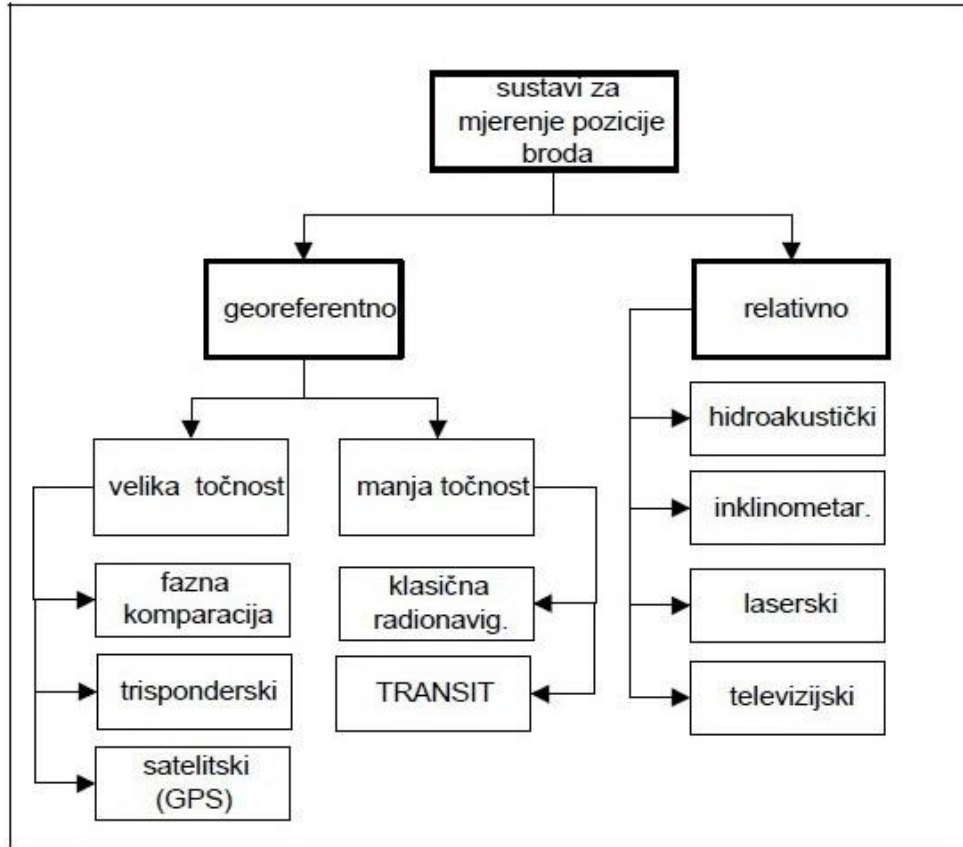 sustavi za
mjerenje pozicije
broda
georeferentno
relativno
velika točnost
manja točnost
fazna
komparacija
trisponderski
satelitski
(GPS)
klasična
radionavig.
TRANSIT
hidroakustički
inklinometar.
laserski
televizijski